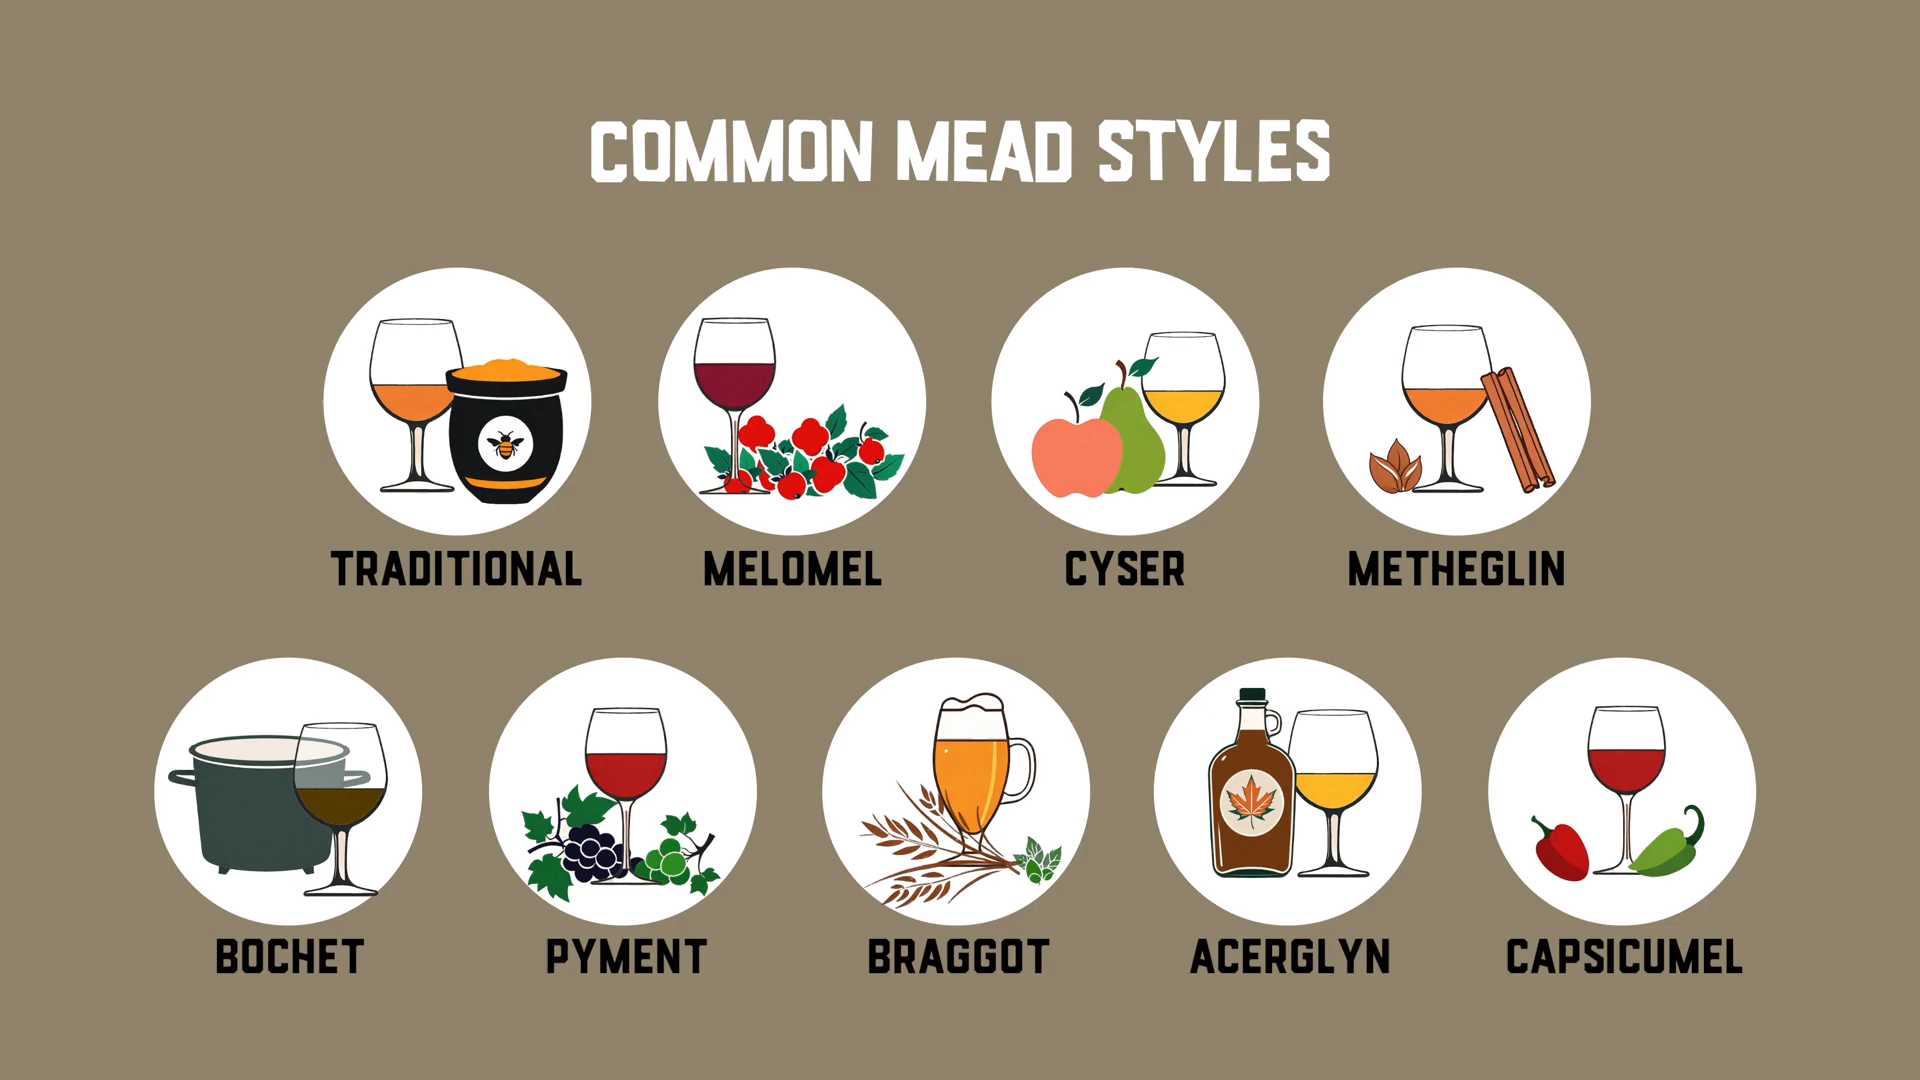 COMMON MEAD STYLES
TRADITIONAL
MELOMEL
CYSER
METHEGLIN
BOCHET
PYMENT
BRAGGOT
ACERGLYN
CAPSICUMEL